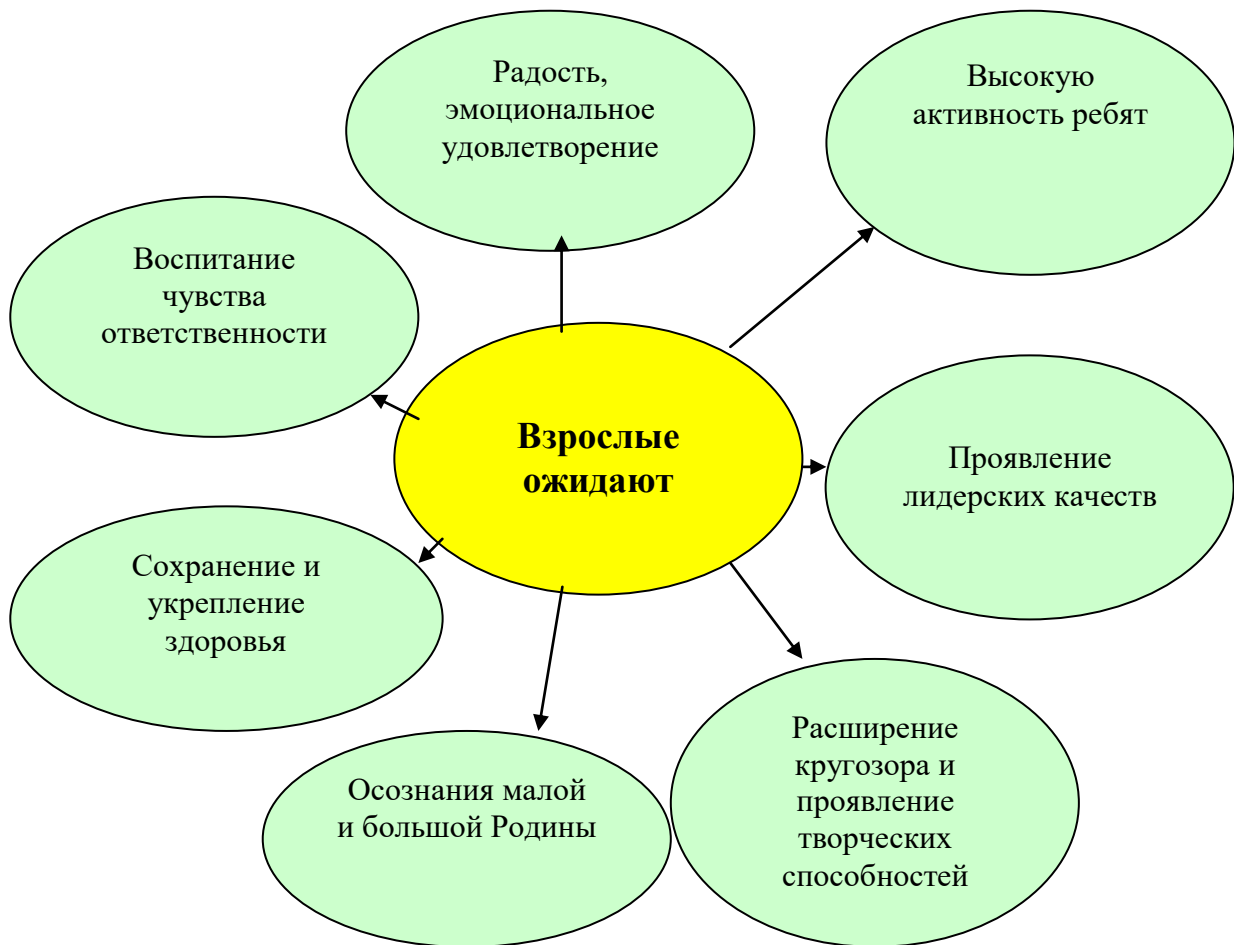 Радость,
эмоциональное
удовлетворение
Высокую
активность ребят
Воспитание
чувства
ответственности
Взрослые
ожидают
Проявление
лидерских качеств
Сохранение и
укрепление
здоровья
Осознания малой
и большой Родины
Расширение
кругозора и
проявление
творческих
способностей